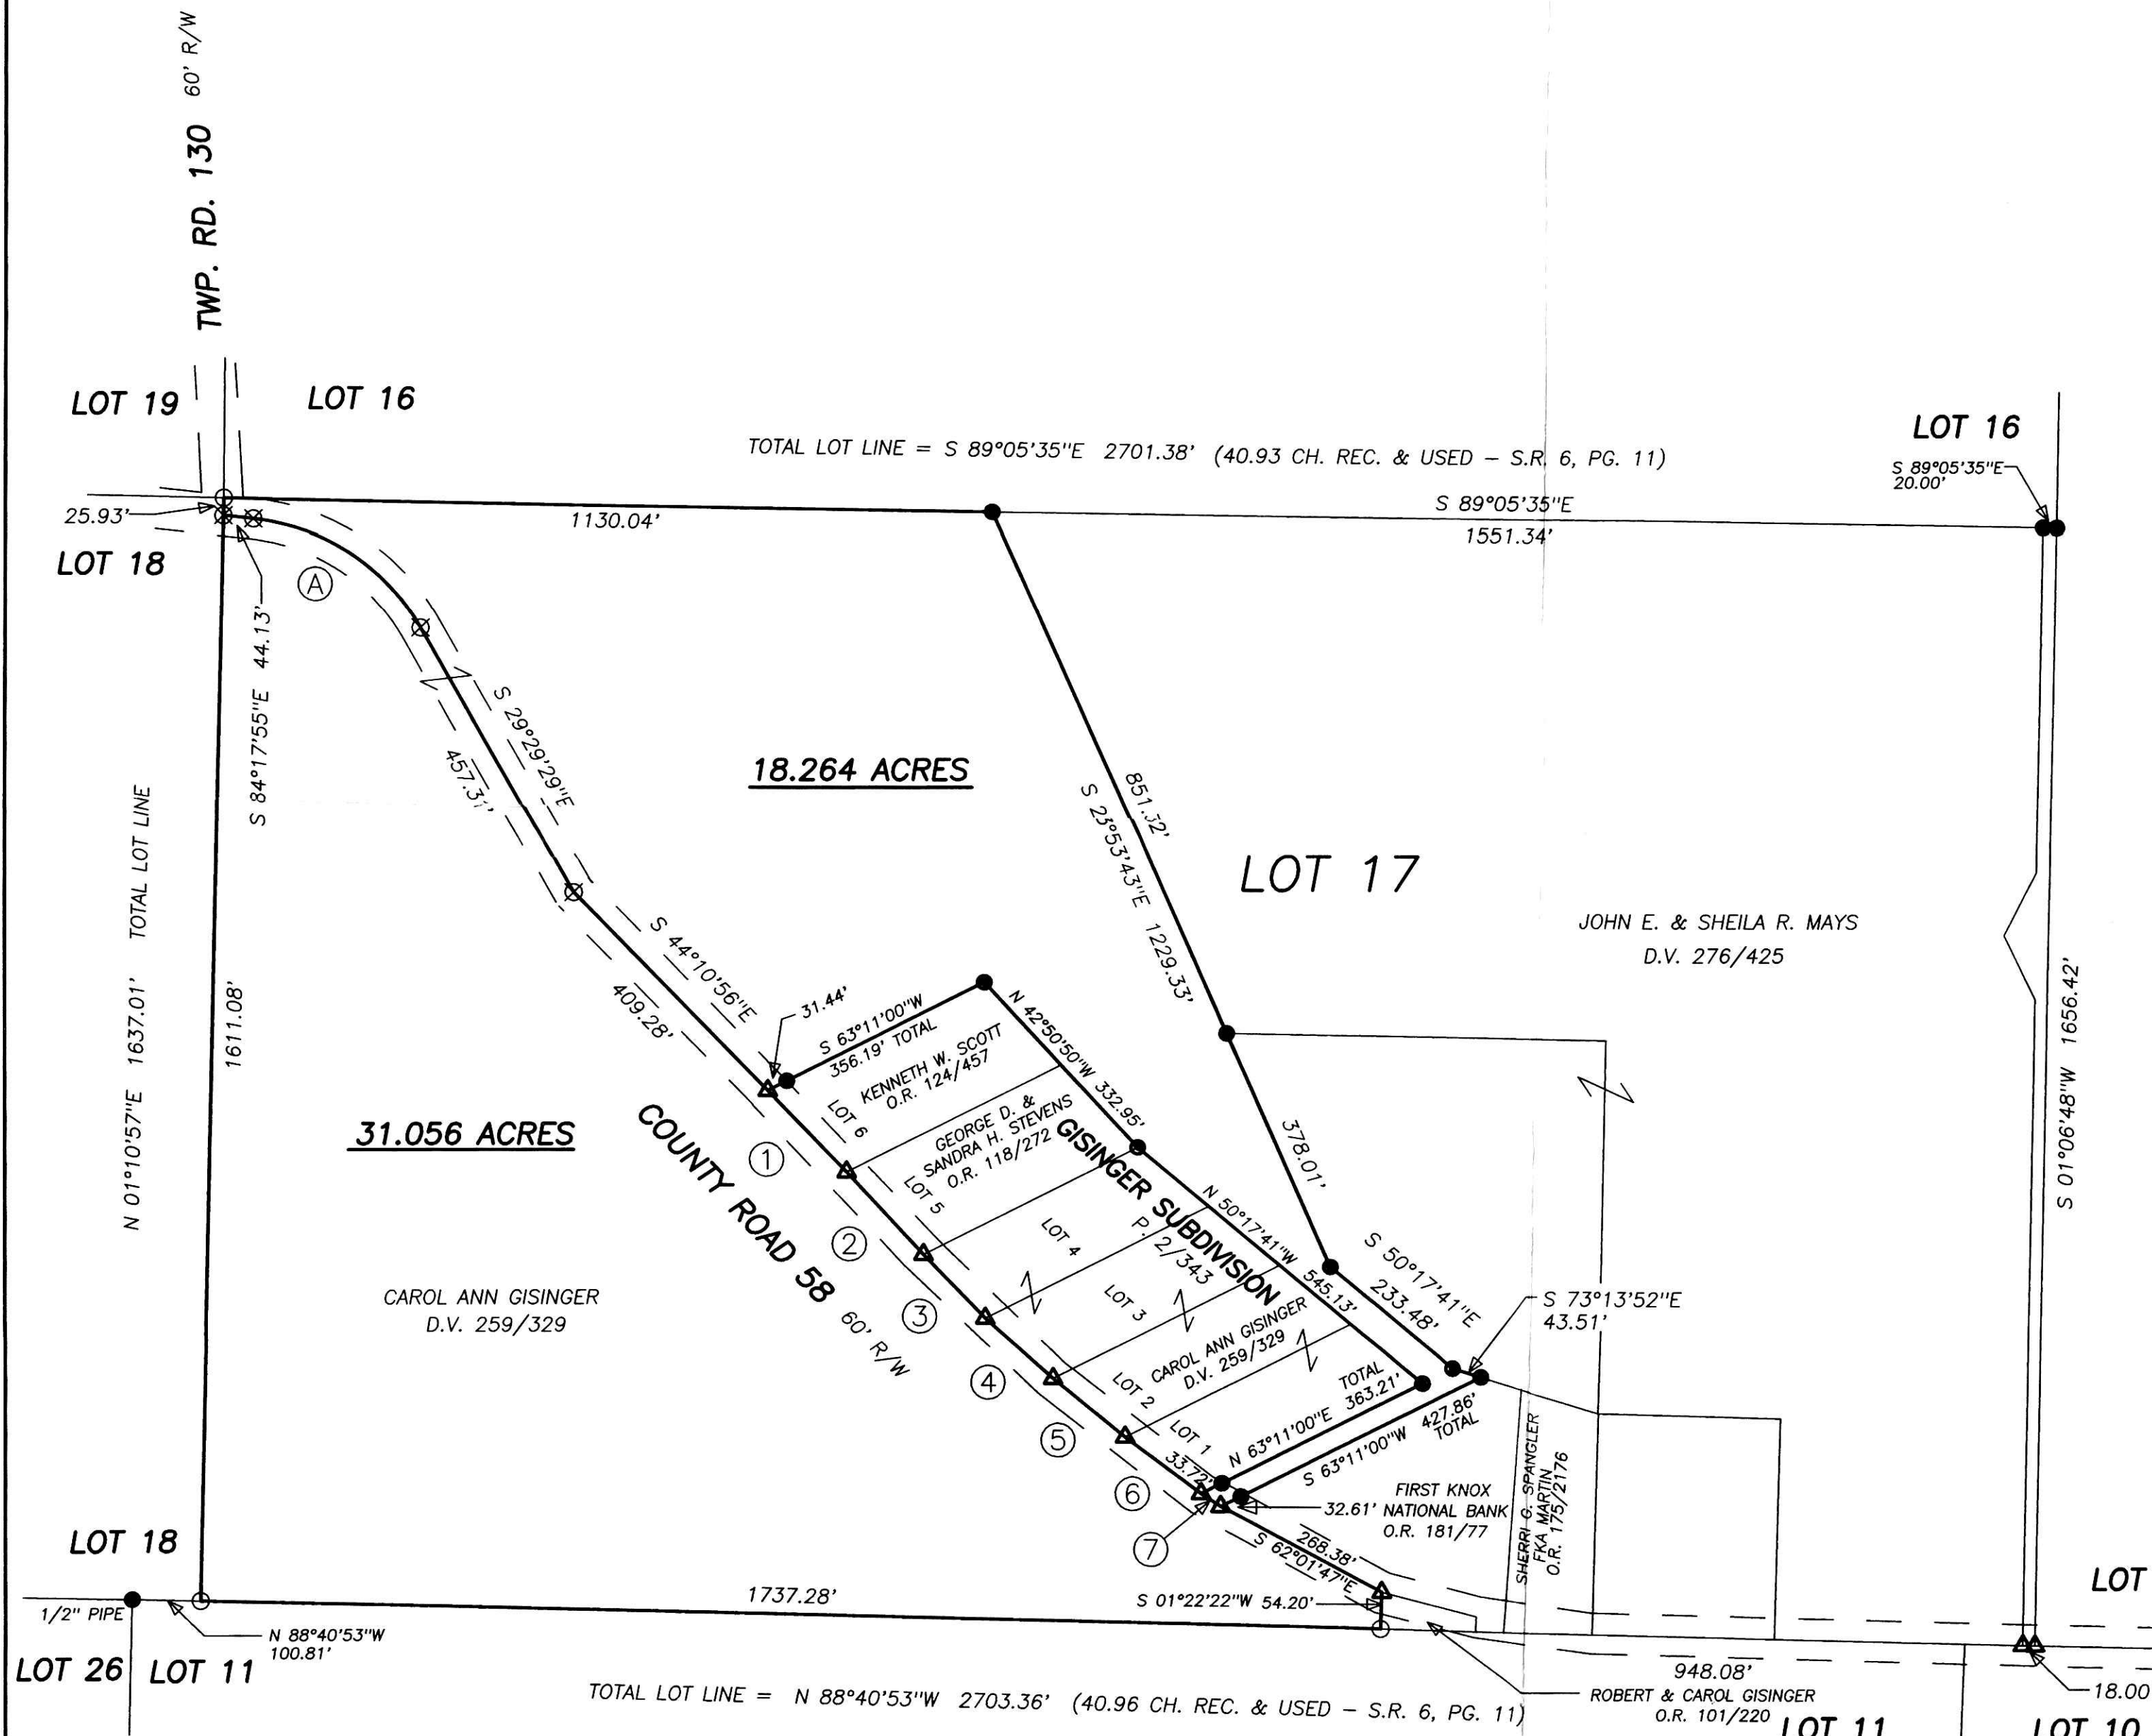 TWP. RD. 130 60' R/W
LOT 19
LOT 16
LOT 16
TOTAL LOT LINE = S 89°05'35"E 2701.38' (40.93 CH. REC. & USED – S.R. 6, PG. 11)
S 89°05'35"E
20.00'
S 89°05'35"E
1551.34'
25.93'
1130.04'
LOT 18
A
S 84°17'55"E 44.13'
S 29°29'29"E
457.31'
18.264 ACRES
851.32'
S 23°53'43"E 1229.33'
LOT 17
JOHN E. & SHEILA R. MAYS
D.V. 276/425
N 01°10'57"E 1637.01' TOTAL LOT LINE
1611.08'
S 44°10'56"E
409.28'
31.44'
S 63°11'00"W
356.19' TOTAL
KENNETH W. SCOTT
O.R. 124/457
LOT 6
N 42°50'50"W 332.95'
S 01°06'48"W 1656.42'
31.056 ACRES
COUNTY ROAD 58 60' R/W
GEORGE D. &
SANDRA H. STEVENS
O.R. 118/272
LOT 5
GISINGER SUBDIVISION
P. 2/343
378.01'
1
2
3
4
5
6
7
LOT 4
LOT 3
N 50°17'41"W 545.13'
S 50°17'41"E
233.48'
S 73°13'52"E
43.51'
CAROL ANN GISINGER
D.V. 259/329
CAROL ANN GISINGER
D.V. 259/329
LOT 2
LOT 1
TOTAL
N 63°11'00"E 363.21'
S 63°11'00"W 427.86'
TOTAL
33.72'
32.61'
FIRST KNOX
NATIONAL BANK
O.R. 181/77
SHERRI G. SPANGLER
FKA MARTIN
O.R. 175/2176
268.38'
S 62°01'47"E
S 01°22'22"W 54.20'
LOT 18
1737.28'
LOT
1/2" PIPE
N 88°40'53"W
100.81'
LOT 26
LOT 11
948.08'
TOTAL LOT LINE = N 88°40'53"W 2703.36' (40.96 CH. REC. & USED – S.R. 6, PG. 11)
ROBERT & CAROL GISINGER
O.R. 101/220
18.00
LOT 11
LOT 10